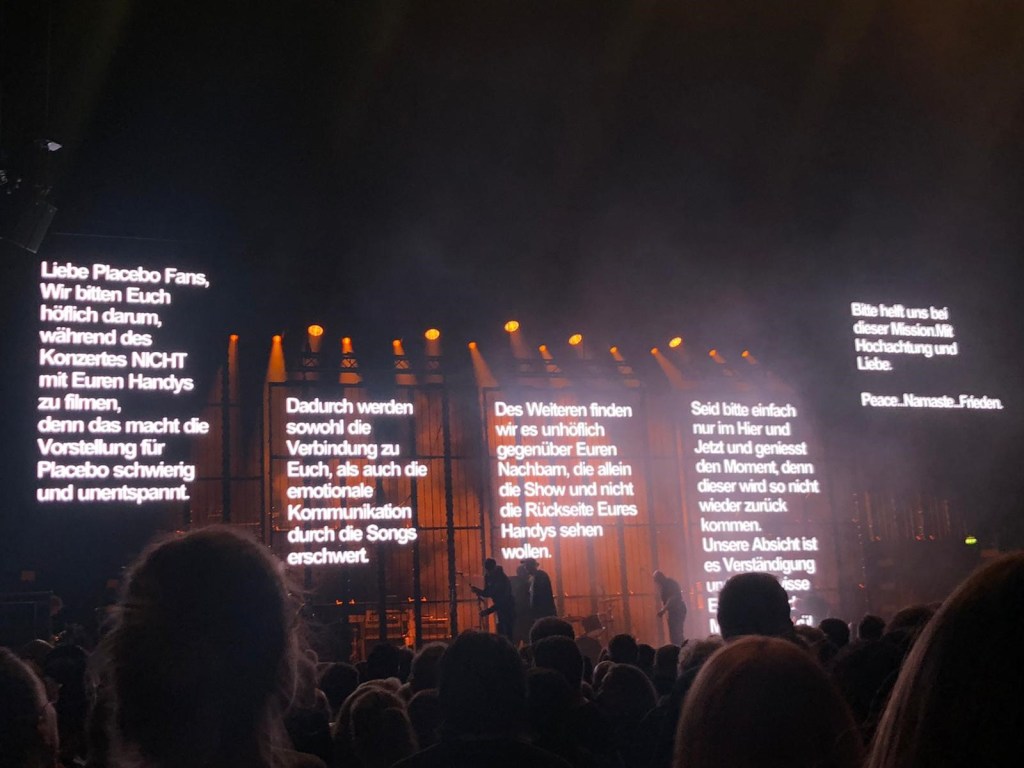 Liebe Placebo Fans,
Wir bitten Euch
höflich darum,
während des
Konzertes NICHT
mit Euren Handys
zu filmen,
denn das macht die
Vorstellung für
Placebo schwierig
und unentspannt.
Dadurch werden
sowohl die
Verbindung zu
Euch, als auch die
emotionale
Kommunikation
durch die Songs
erschwert.
Des Weiteren finden
wir es unhöflich
gegenüber Euren
Nachbarn, die allein
die Show und nicht
die Rückseite Eures
Handys sehen
wollen.
Seid bitte einfach
nur im Hier und
Jetzt und geniesst
den Moment, denn
dieser wird so nicht
wieder zurück
kommen.
Unsere Absicht ist
es Verständigung
Bitte helft uns bei
dieser Mission.Mit
Hochachtung und
Liebe.
Peace..Namaste..Frieden.